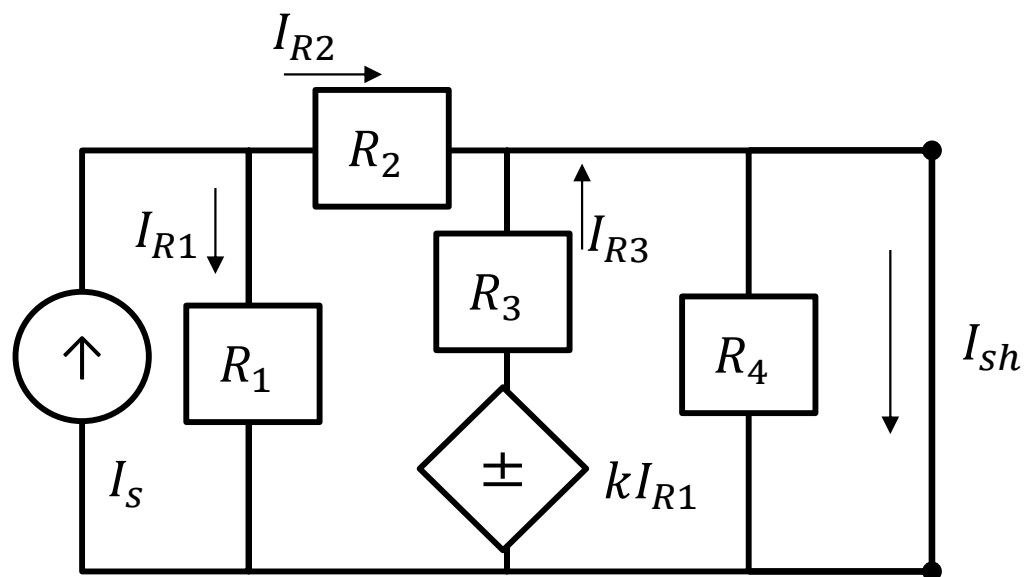 I_{R2}
R_2
I_{R1}
I_{R3}
R_3
R_1
R_4
I_{sh}
↑
±
I_s
kI_{R1}